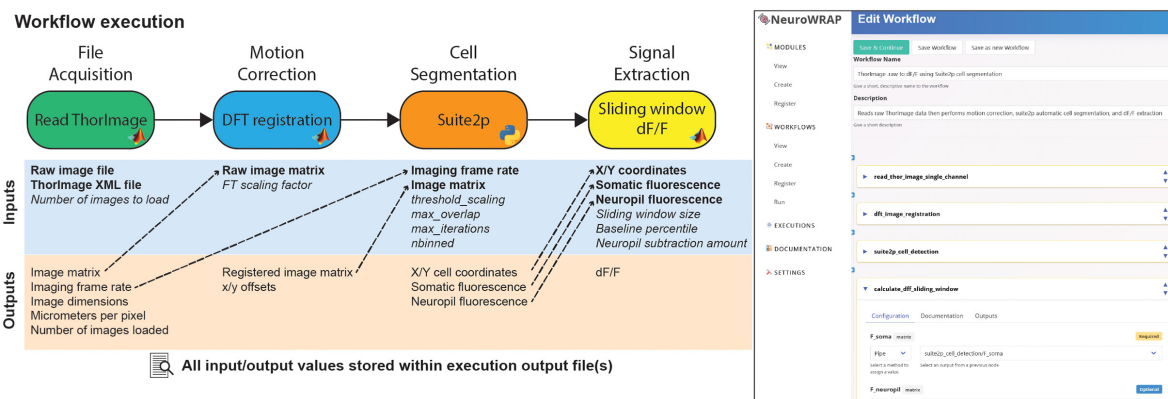 Workflow execution
File
Acquisition
Motion
Correction
Cell
Segmentation
Signal
Extraction
Read ThorImage
DFT registration
Suite2p
Sliding window
dF/F
Inputs
Raw image file
ThorImage XML file
Number of images to load
Raw image matrix
FT scaling factor
Imaging frame rate
Image matrix
threshold_scaling
max_overlap
max_iterations
nbinned
X/Y coordinates
Somatic fluorescence
Neuropil fluorescence
Sliding window size
Baseline percentile
Neuropil subtraction amount
Outputs
Image matrix
Imaging frame rate
Image dimensions
Micrometers per pixel
Number of images loaded
Registered image matrix
x/y offsets
X/Y cell coordinates
Somatic fluorescence
Neuropil fluorescence
dF/F
All input/output values stored within execution output file(s)
NeuroWRAP
MODULES
View
Create
Register
WORKFLOWS
View
Create
Register
Run
EXECUTIONS
DOCUMENTATION
SETTINGS
Edit Workflow
Save & Continue Save Workflow Save as new Workflow
Workflow Name
ThorImage .raw to dF/F using Suite2p cell segmentation
Give a short, descriptive name to the workflow
Description
Reads raw ThorImage data then performs motion correction, suite2p automatic cell segmentation, and dF/F extraction
Give a short description
read_thor_image_single_channel
dft_image_registration
suite2p_cell_detection
calculate_dff_sliding_window
Configuration Documentation Outputs
F_soma matrix Required
Pipe suite2p_cell_detection/F_soma
Select a method to
assign a value
Select an output from a previous node
F_neuropil matrix Optional